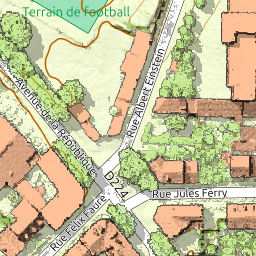 Terrain de football
Rue Albert Einstein
Avenue de la République
D224
Rue Jules Ferry
Rue Félix Faure